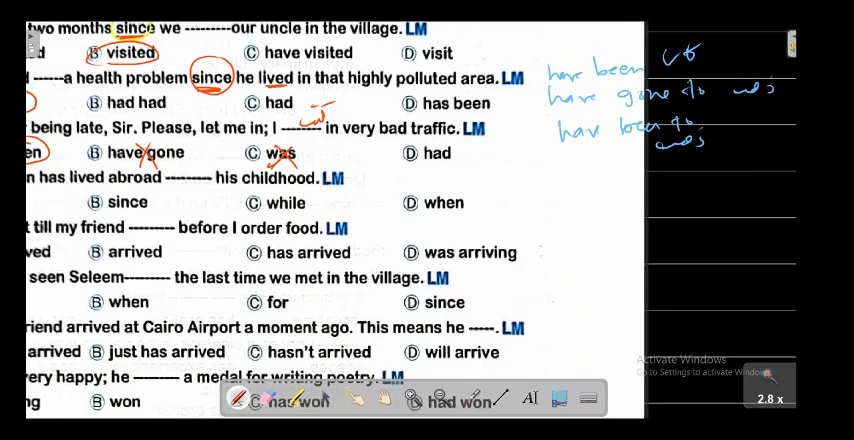 two months since we ---------our uncle in the village. LM
d B visited C have visited D visit
d ------a health problem since he lived in that highly polluted area. LM
B had had C had D has been
being late, Sir. Please, let me in; I -------- in very bad traffic. LM
en B have gone C was D had
n has lived abroad --------- his childhood. LM
B since C while D when
t till my friend --------- before I order food. LM
ved B arrived C has arrived D was arriving
seen Seleem--------- the last time we met in the village. LM
B when C for D since
riend arrived at Cairo Airport a moment ago. This means he -----. LM
arrived B just has arrived C hasn't arrived D will arrive
very happy; he --------- a medal for writing poetry. LM
ng B won C has won D had won
have been
have gone to
have been to
Activate Windows
Go to Settings to activate Windows.
2.8 x